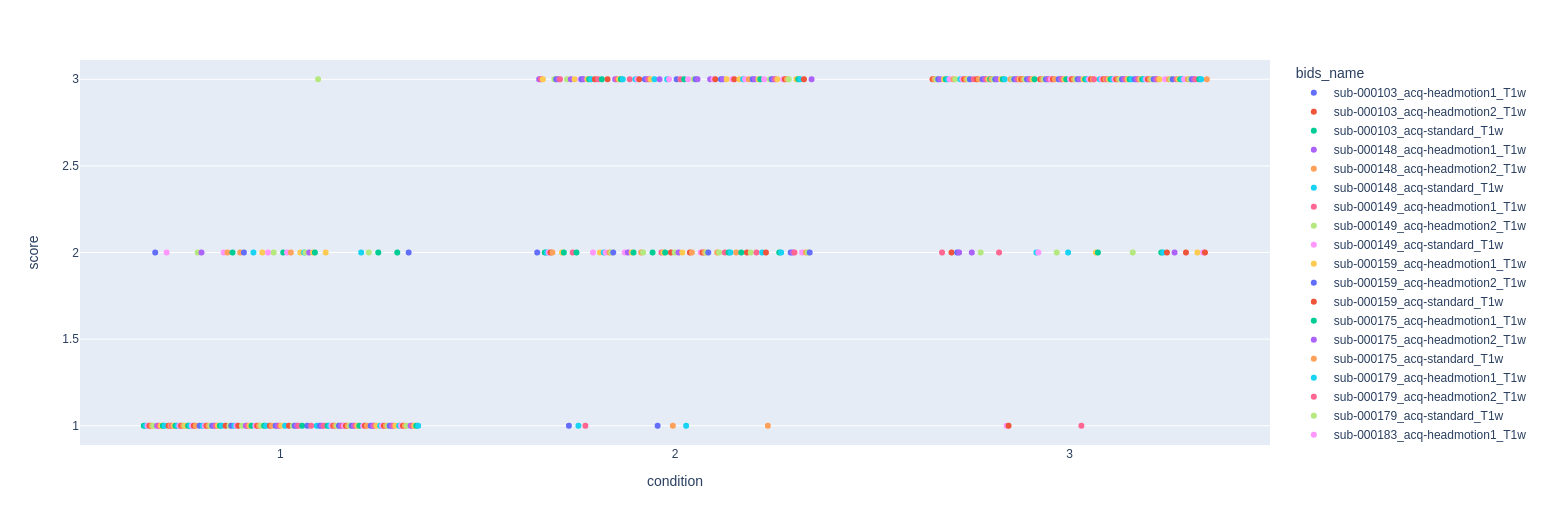 3
2.5
2
1.5
1
score
1
2
3
condition
bids_name
sub-000103_acq-headmotion1_T1w
sub-000103_acq-headmotion2_T1w
sub-000103_acq-standard_T1w
sub-000148_acq-headmotion1_T1w
sub-000148_acq-headmotion2_T1w
sub-000148_acq-standard_T1w
sub-000149_acq-headmotion1_T1w
sub-000149_acq-headmotion2_T1w
sub-000149_acq-standard_T1w
sub-000159_acq-headmotion1_T1w
sub-000159_acq-headmotion2_T1w
sub-000159_acq-standard_T1w
sub-000175_acq-headmotion1_T1w
sub-000175_acq-headmotion2_T1w
sub-000175_acq-standard_T1w
sub-000179_acq-headmotion1_T1w
sub-000179_acq-headmotion2_T1w
sub-000179_acq-standard_T1w
sub-000183_acq-headmotion1_T1w